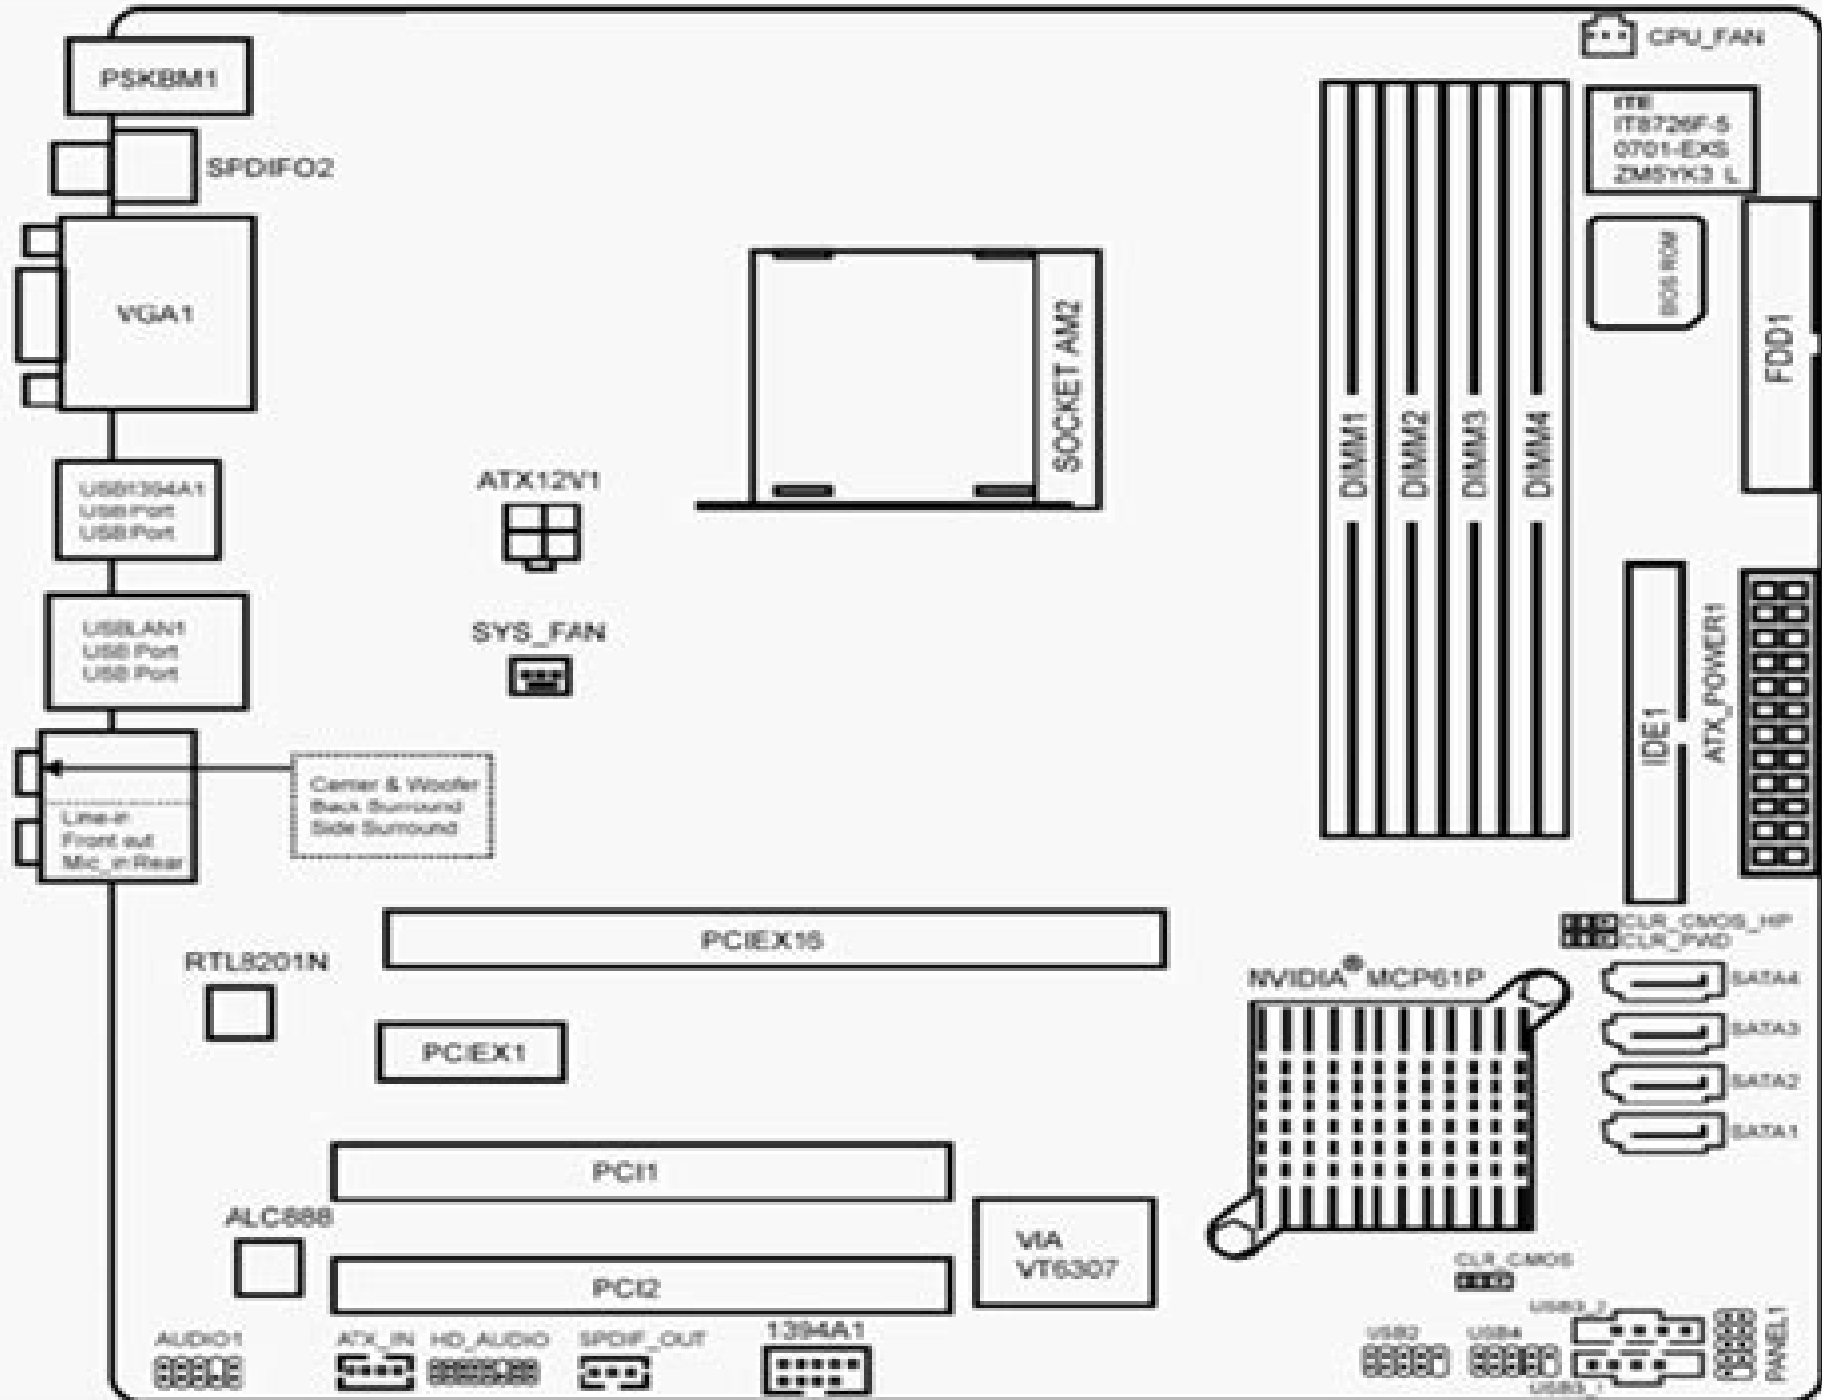 CPU_FAN
PSKBM1
ITE
IT8726F-S
0701-EXS
ZM5YK3 L
SPDIFO2
BIOS ROM
VGA1
SOCKET AM2
FDD1
DIMM1
DIMM2
DIMM3
DIMM4
ATX12V1
USB1394A1
USB Port
USB Port
USBLAN1
USB Port
USB Port
SYS_FAN
IDE1
ATX_POWER1
Center & Woofer
Back Surround
Side Surround
Line-in
Front out
Mic_in Rear
CLR_CMOS_HP
CLR_PWD
PCIEX16
RTL8201N
NVIDIA® MCP61P
SATA4
SATA3
SATA2
SATA1
PCIEX1
PCI1
ALC888
VIA
VT6307
CLR_CMOS
PCI2
AUDIO1
ATX_IN
HD_AUDIO
SPDIF_OUT
1394A1
USB2
USB4
USB3_2
USB3_1
PANEL1